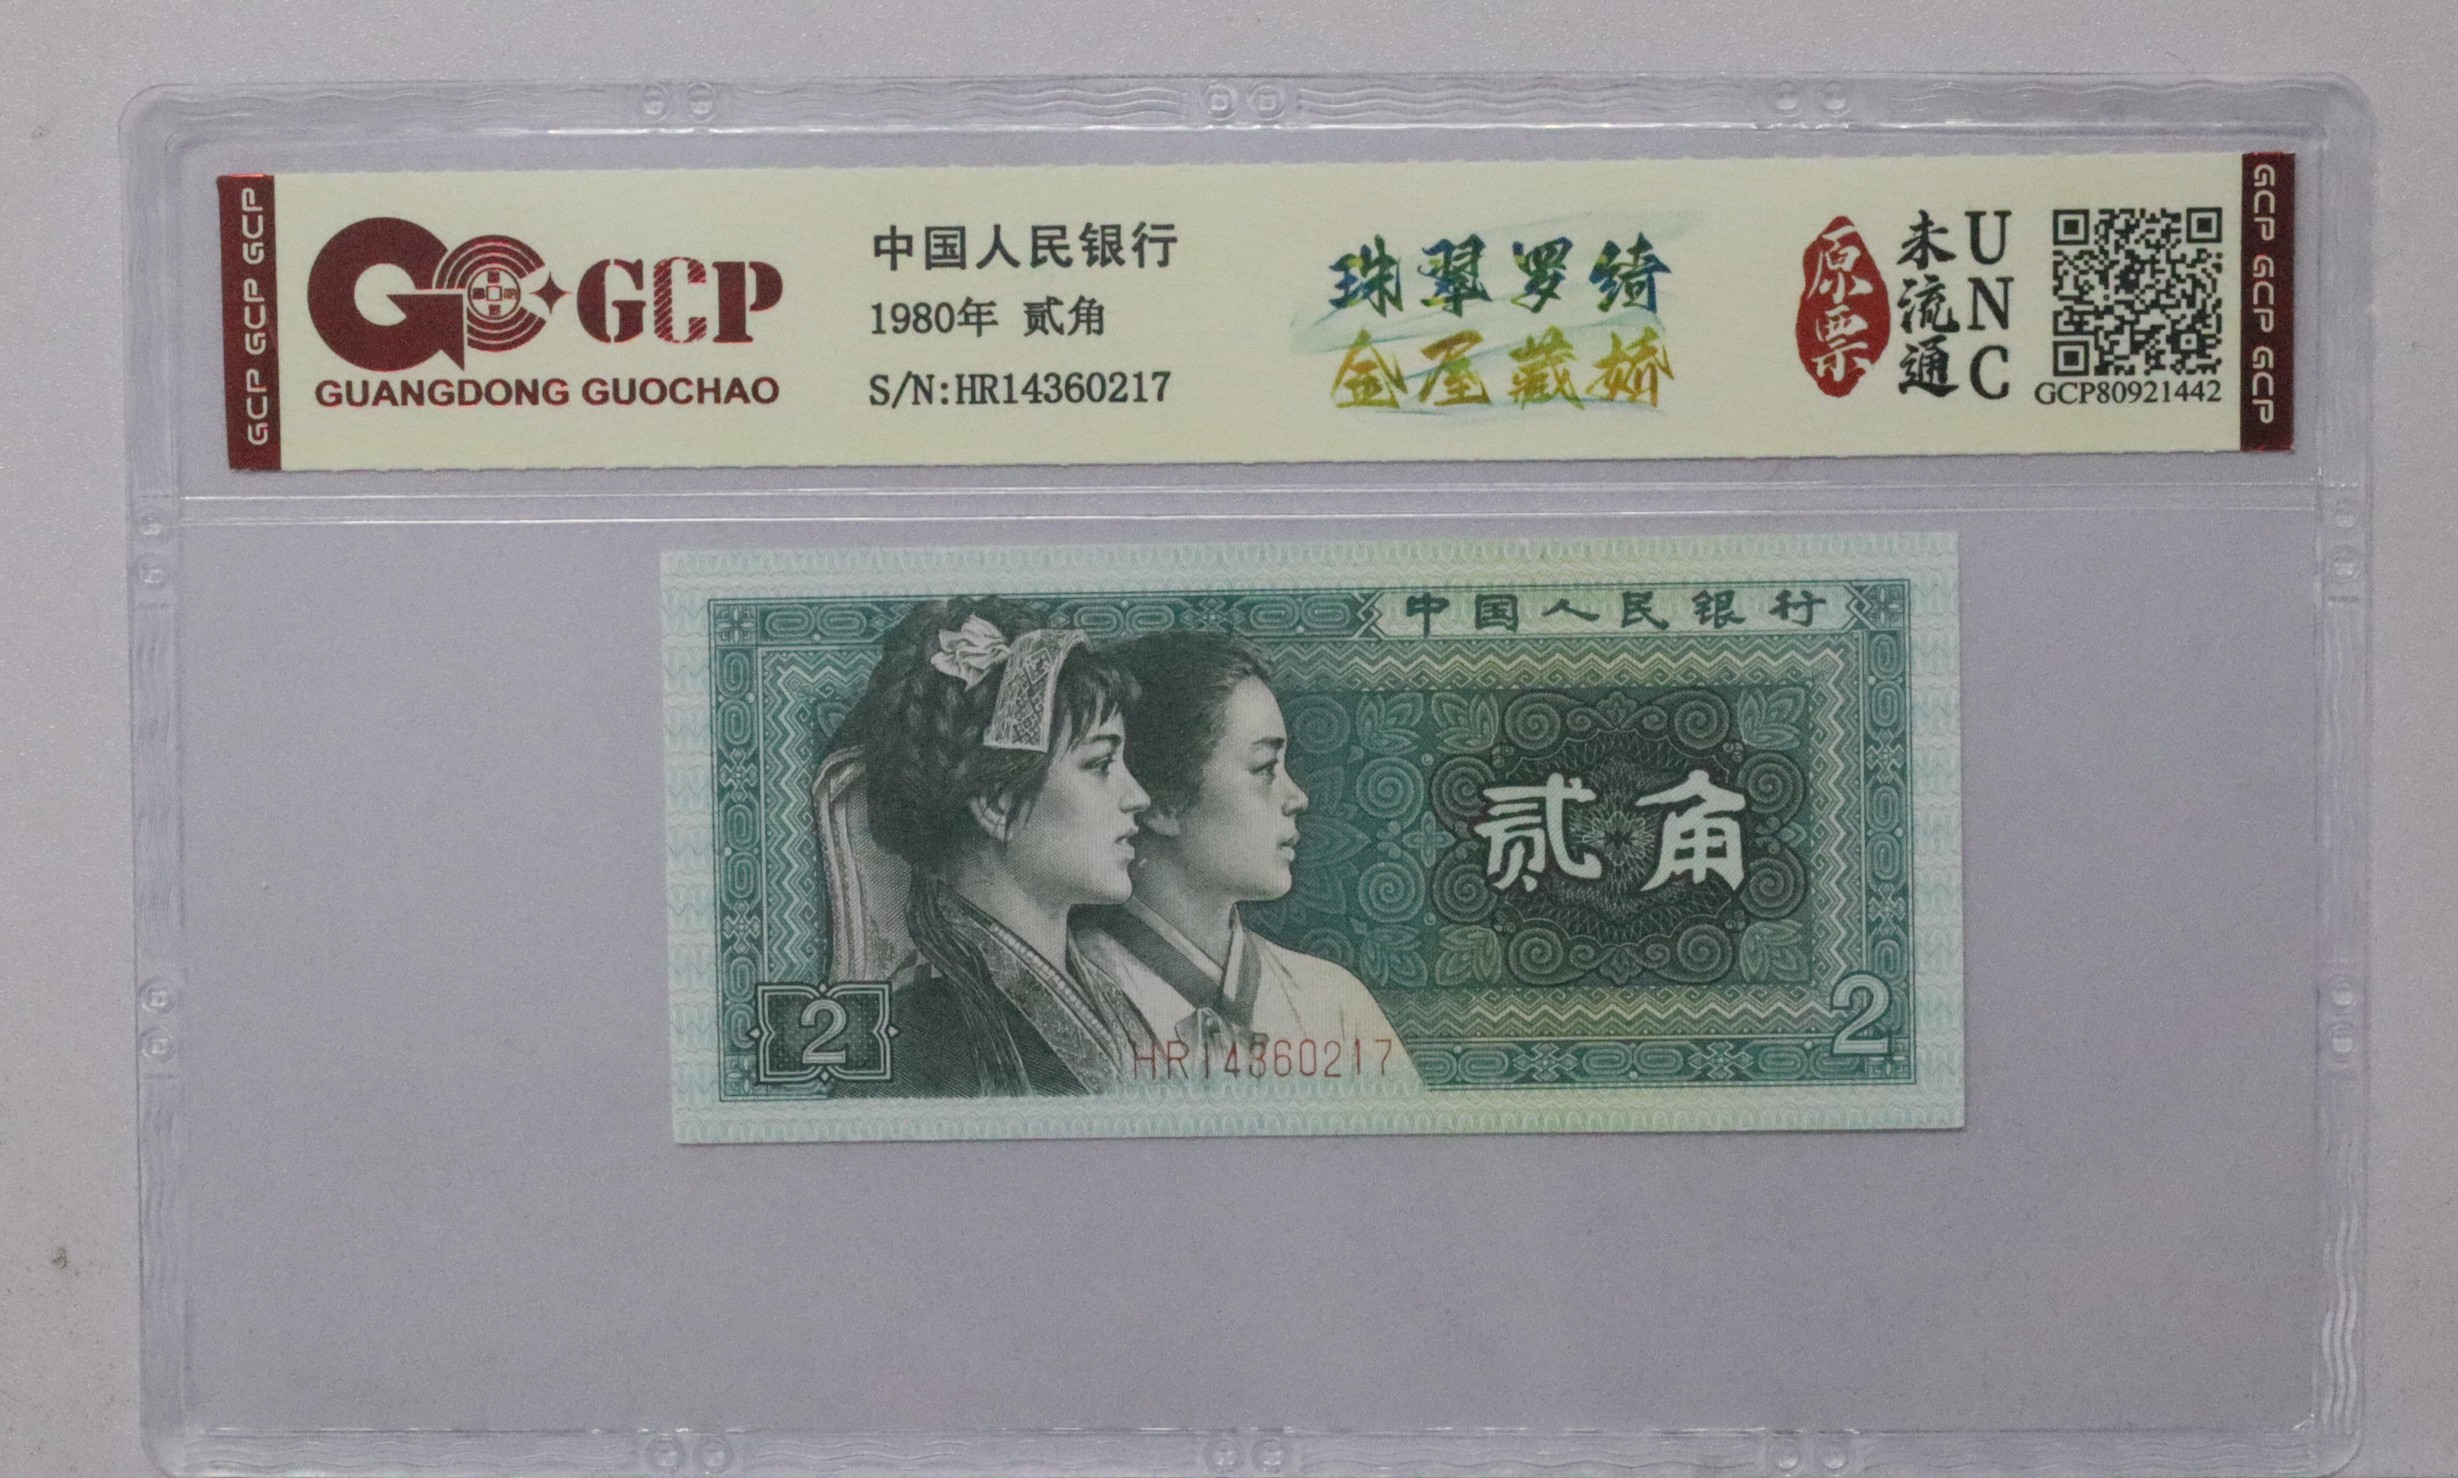 GCP GCP GCP
GCP
GUANGDONG GUOCHAO
中国人民银行
1980年 贰角
S/N:HR14360217
珠翠罗绮
金屋藏娇
原票
未流通
UNC
GCP80921442
GCP GCP GCP
中国人民银行
贰角
2
HR14360217
2